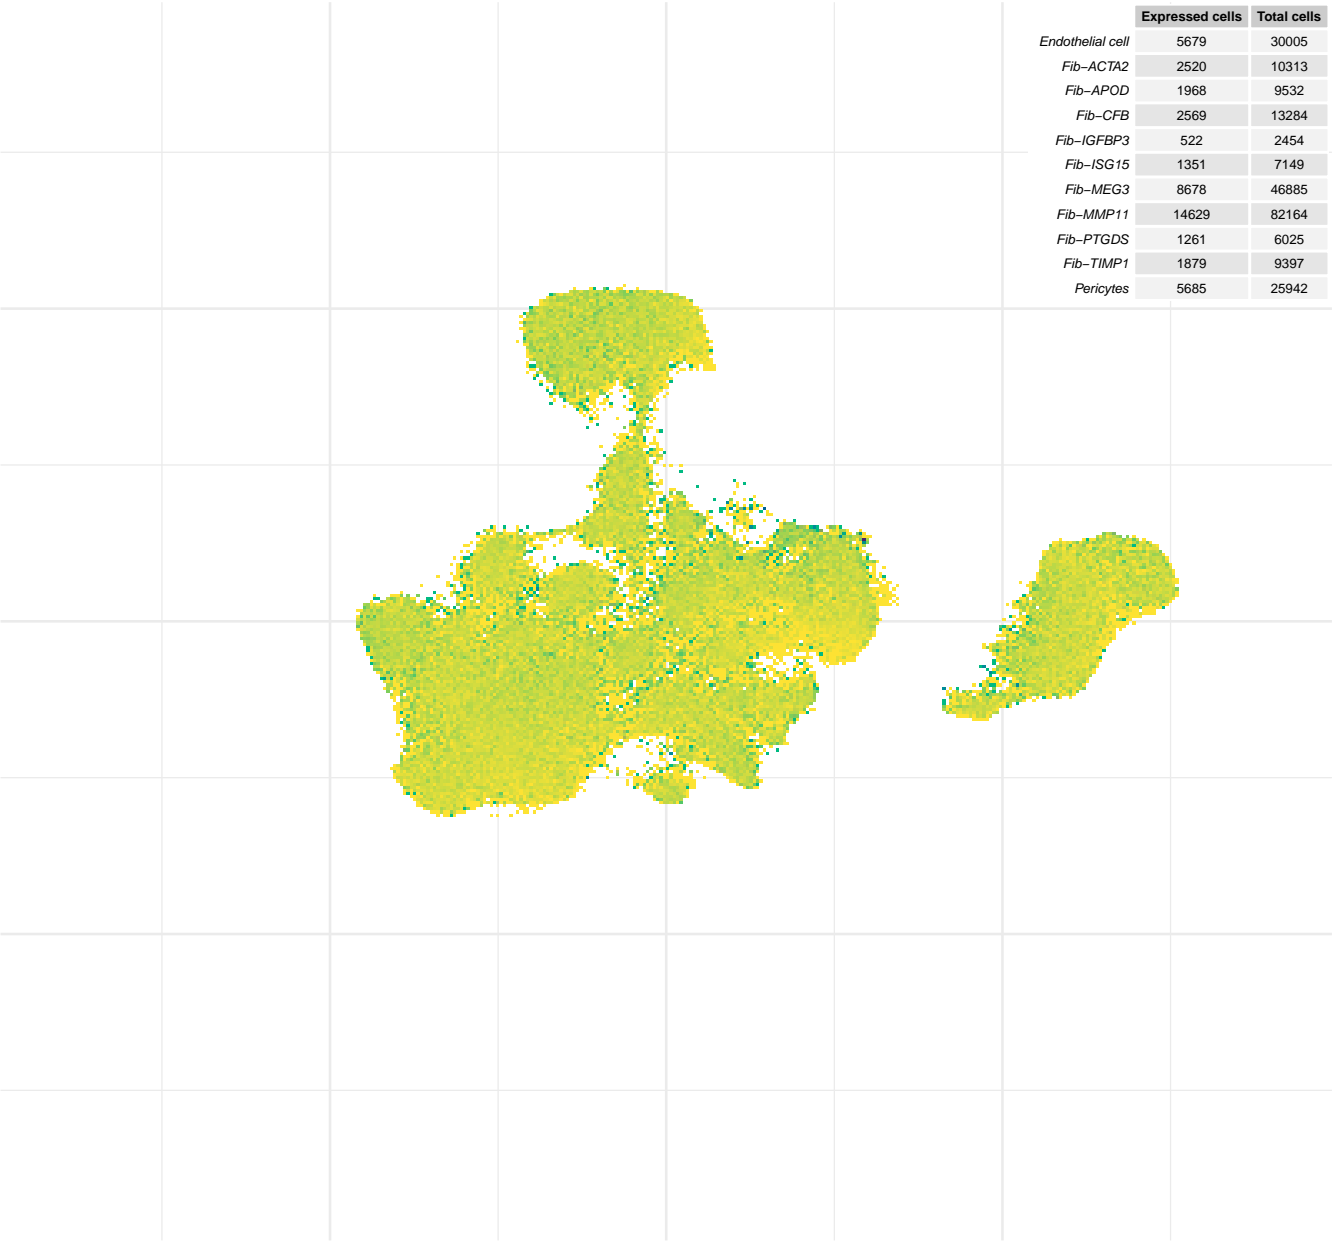 Expressed cells Total cells
Endothelial cell 5679 30005
Fib−ACTA2 2520 10313
Fib−APOD 1968 9532
Fib−CFB 2569 13284
Fib−IGFBP3 522 2454
Fib−ISG15 1351 7149
Fib−MEG3 8678 46885
Fib−MMP11 14629 82164
Fib−PTGDS 1261 6025
Fib−TIMP1 1879 9397
Pericytes 5685 25942